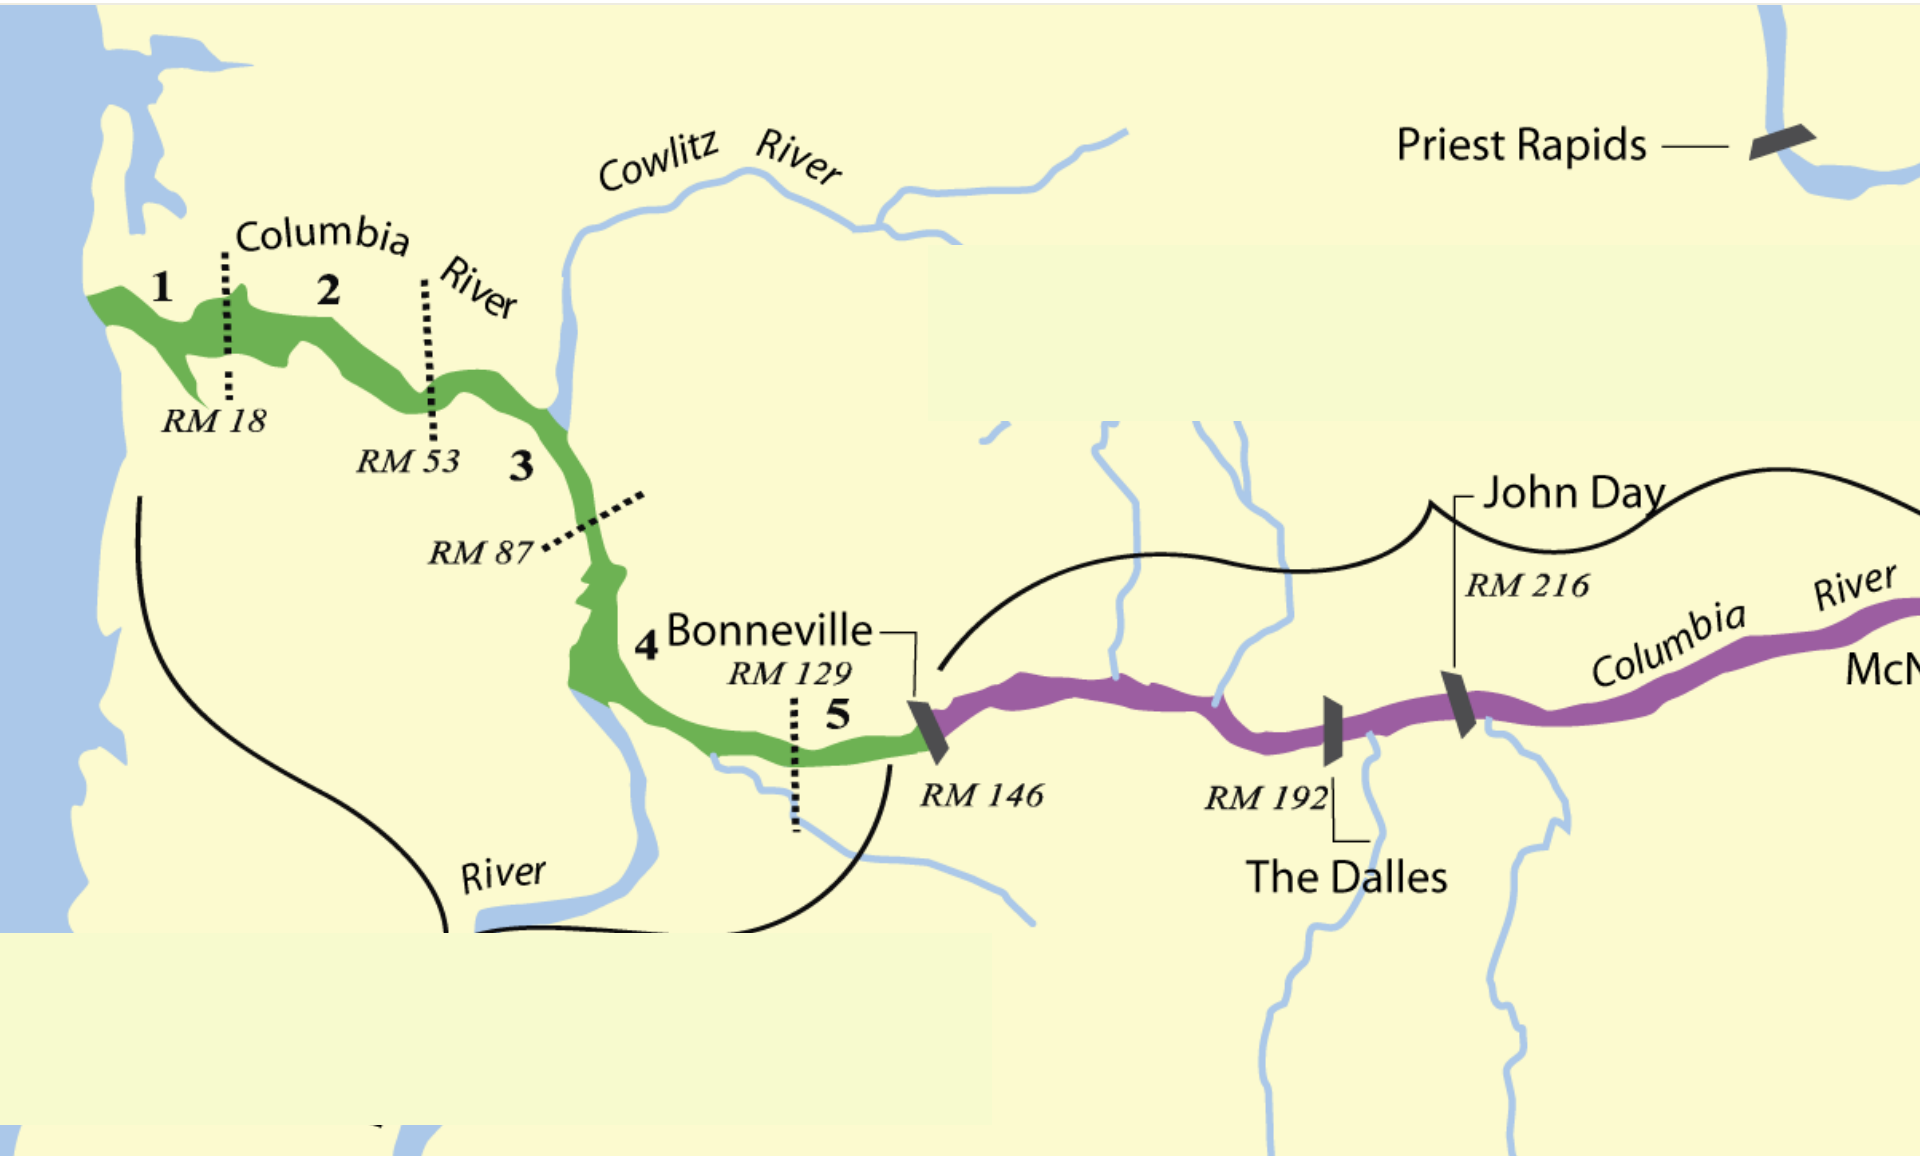 Cowlitz River
Priest Rapids
Columbia River
1
2
RM 18
RM 53
3
RM 87
John Day
RM 216
Columbia River
4
Bonneville
RM 129
5
McN
RM 146
RM 192
The Dalles
River